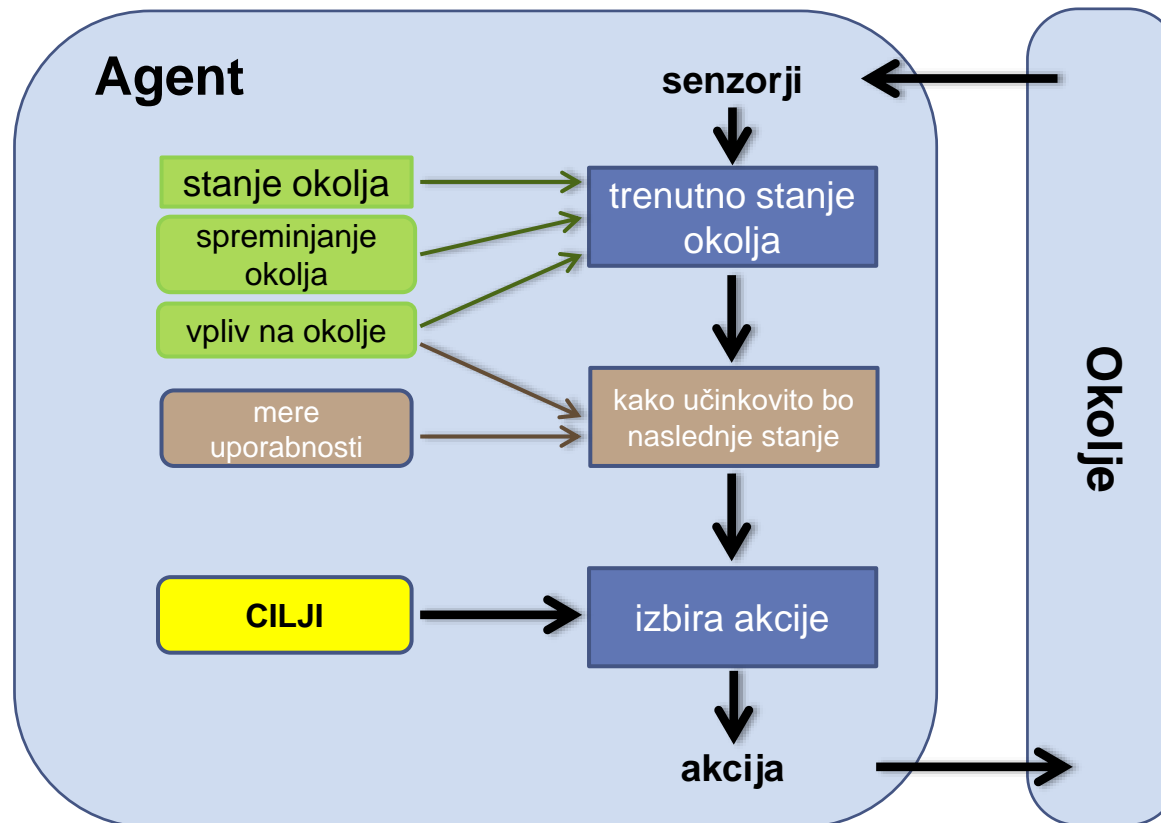 Agent
senzorji
stanje okolja
trenutno stanje
okolja
spreminjanje
okolja
vpliv na okolje
mere
uporabnosti
kako učinkovito bo
naslednje stanje
CILJI
izbira akcije
akcija
Okolje